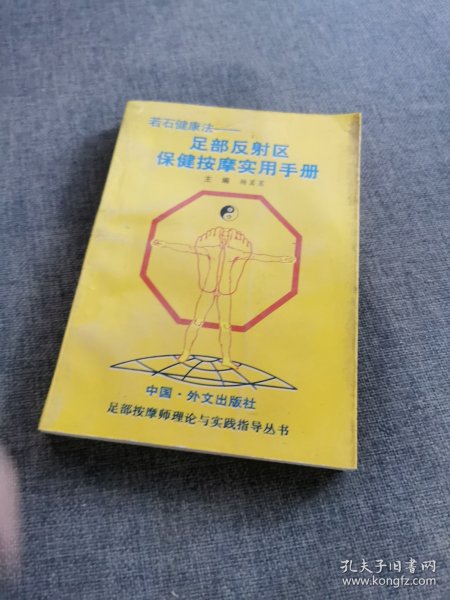 若石健康法——
足部反射区
保健按摩实用手册
主 编
中国·外文出版社
足部按摩师理论与实践指导丛书
孔夫子旧书网
www.kongfz.com